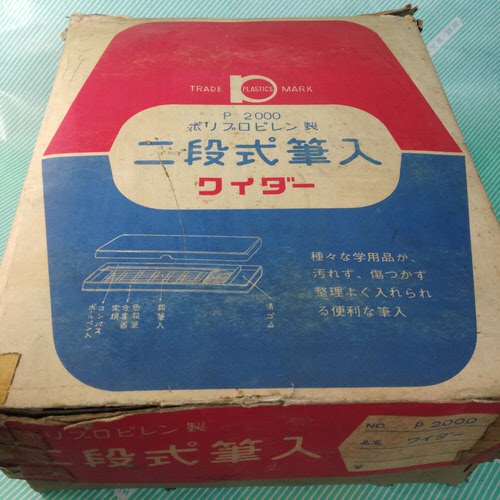 TRADE PLASTICS MARK
P 2000
ポリプロピレン製
二段式筆入
ワイダー
種々な学用品が、
汚れず、傷つかず
整理よく入れられ
る便利な筆入
消ゴム
鉛筆入
色鉛筆
分度器
定規
コンパス
ボールペン入
ポリプロピレン製
二段式筆入
NO. P 2000
品名 ワイダー